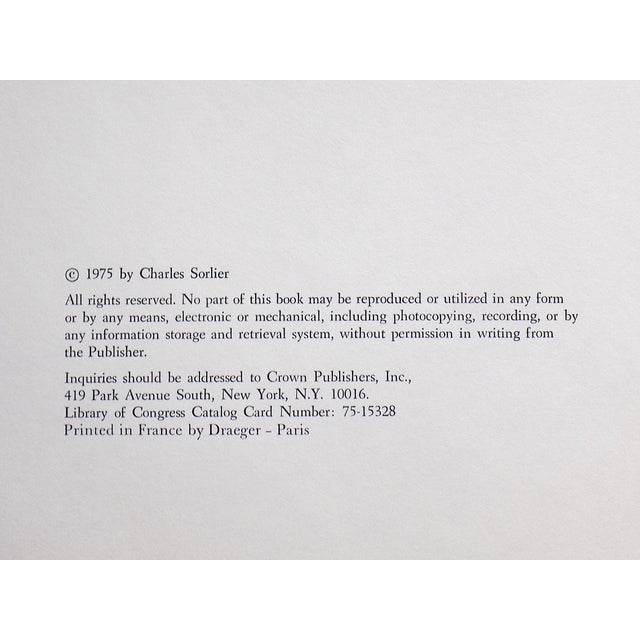 © 1975 by Charles Sorlier
All rights reserved. No part of this book may be reproduced or utilized in any form
or by any means, electronic or mechanical, including photocopying, recording, or by
any information storage and retrieval system, without permission in writing from
the Publisher.
Inquiries should be addressed to Crown Publishers, Inc.,
419 Park Avenue South, New York, N.Y. 10016.
Library of Congress Catalog Card Number: 75-15328
Printed in France by Draeger – Paris